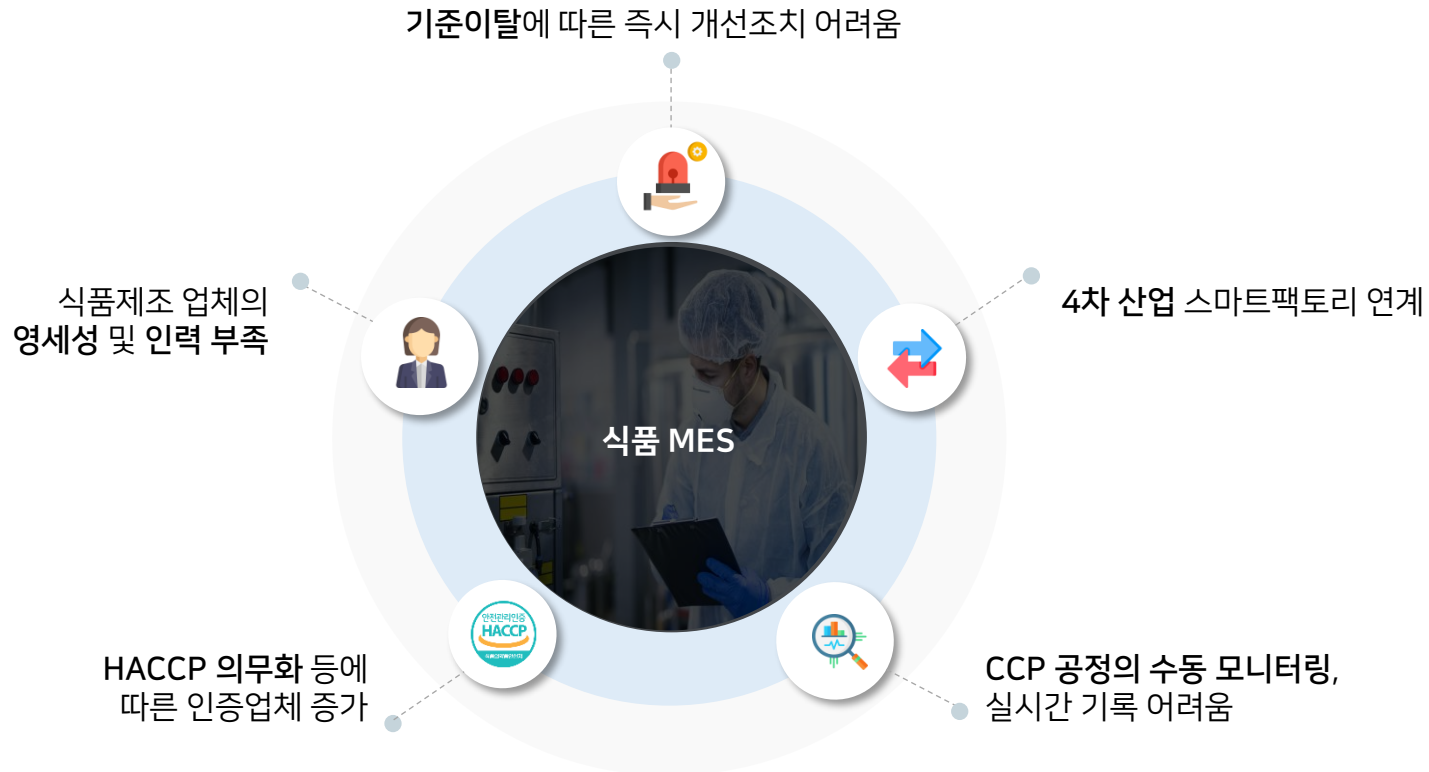 기준이탈에 따른 즉시 개선조치 어려움
식품제조 업체의
영세성 및 인력 부족
4차 산업 스마트팩토리 연계
식품 MES
안전관리인증
HACCP
HACCP 의무화 등에
따른 인증업체 증가
CCP 공정의 수동 모니터링,
실시간 기록 어려움